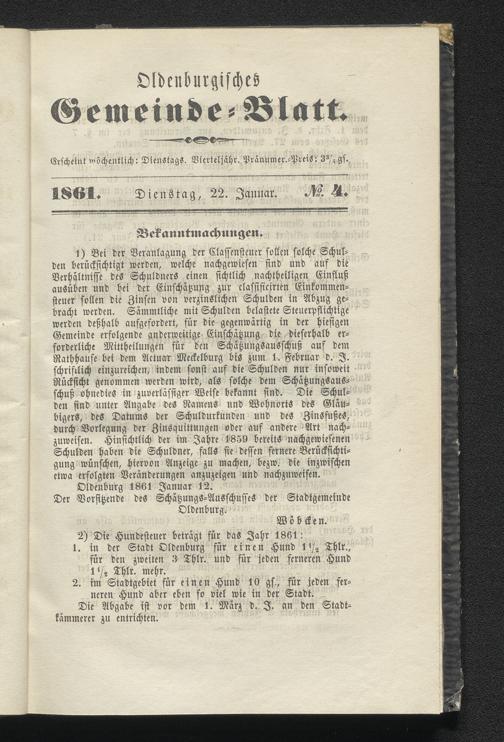 Oldenburgisches
Gemeinde-Blatt.
Erscheint wöchentlich: Dienstags. Vierteljähr. Pränumer.-Preis: 3¾ gs.
1861. Dienstag, 22. Januar. № 4.
Bekanntmachungen.
1) Bei der Veranlagung der Classensteuer sollen solche Schul-
den berücksichtigt werden, welche nachgewiesen sind und auf die
Verhältnisse des Schuldners einen sichtlich nachtheiligen Einfluß
ausüben und bei der Einschätzung zur classificirten Einkommen-
steuer sollen die Zinsen von verzinslichen Schulden in Abzug ge-
bracht werden. Sämmtliche mit Schulden belastete Steuerpflichtige
werden deßhalb aufgefordert, für die gegenwärtig in der hiesigen
Gemeinde erfolgende anderweitige Einschätzung die dieserhalb er-
forderliche Mittheilungen für den Schätzungsausschuß auf dem
Rathhause bei dem Actuar Meckelburg bis zum 1. Februar d. J.
schriftlich einzureichen, indem sonst auf die Schulden nur insoweit
Rücksicht genommen werden wird, als solche dem Schätzungsaus-
schuß ohnedies in zuverlässiger Weise bekannt sind. Die Schul-
den sind unter Angabe des Namens und Wohnorts des Gläu-
bigers, des Datums der Schuldurkunden und des Zinsfußes,
durch Vorlegung der Zinsquittungen oder auf andere Art nach-
zuweisen. Hinsichtlich der im Jahre 1859 bereits nachgewiesenen
Schulden haben die Schuldner, falls sie dessen fernere Berücksichti-
gung wünschen, hiervon Anzeige zu machen, bezw. die inzwischen
etwa erfolgten Veränderungen anzuzeigen und nachzuweisen.
Oldenburg 1861 Januar 12.
Der Vorsitzende des Schätzungs-Ausschusses der Stadtgemeinde
Oldenburg.
Wöbcken.
2) Die Hundesteuer beträgt für das Jahr 1861:
1. in der Stadt Oldenburg für einen Hund 1½ Thlr.,
für den zweiten 3 Thlr. und für jeden ferneren Hund
1½ Thlr. mehr.
2. im Stadtgebiet für einen Hund 10 gs., für jeden fer-
neren Hund aber eben so viel wie in der Stadt.
Die Abgabe ist vor dem 1. März d. J. an den Stadt-
kämmerer zu entrichten.